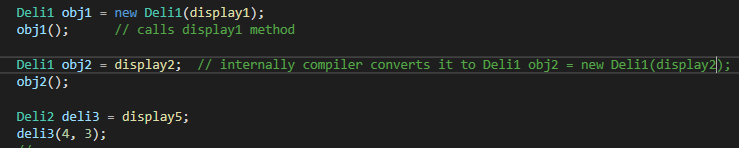 Deli1 obj1 = new Deli1(display1);
obj1();      // calls display1 method
Deli1 obj2 = display2;  // internally compiler converts it to Deli1 obj2 = new Deli1(display2);
obj2();
Deli2 deli3 = display5;
deli3(4, 3);
//